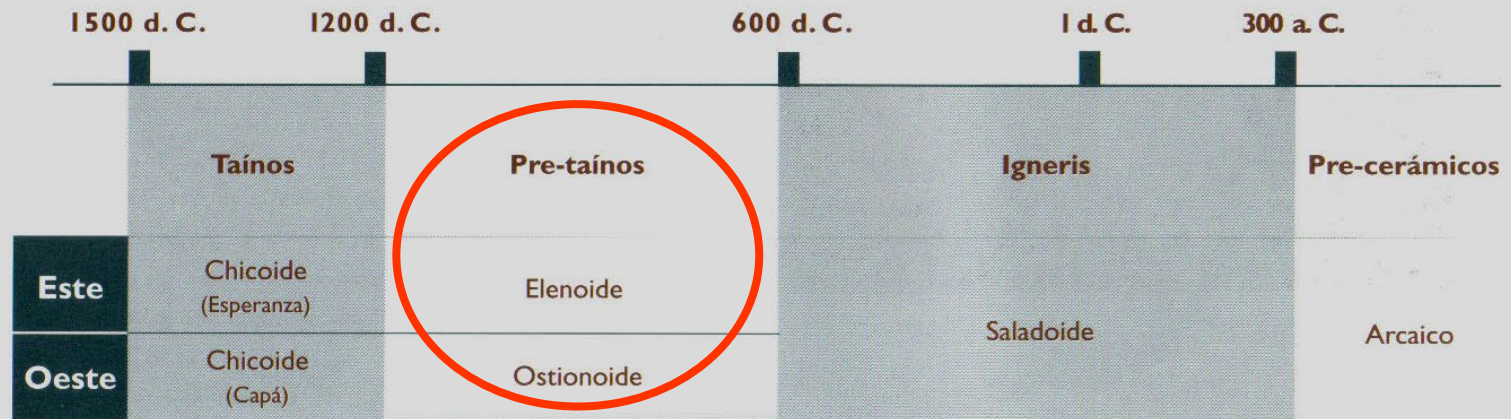 1500 d. C. 1200 d. C. 600 d. C. 1 d. C. 300 a. C.
Taínos Pre-taínos Igneris Pre-cerámicos
Este Chicoide Elenoide
(Esperanza)
Saladoide Arcaico
Oeste Chicoide Ostionoide
(Capá)